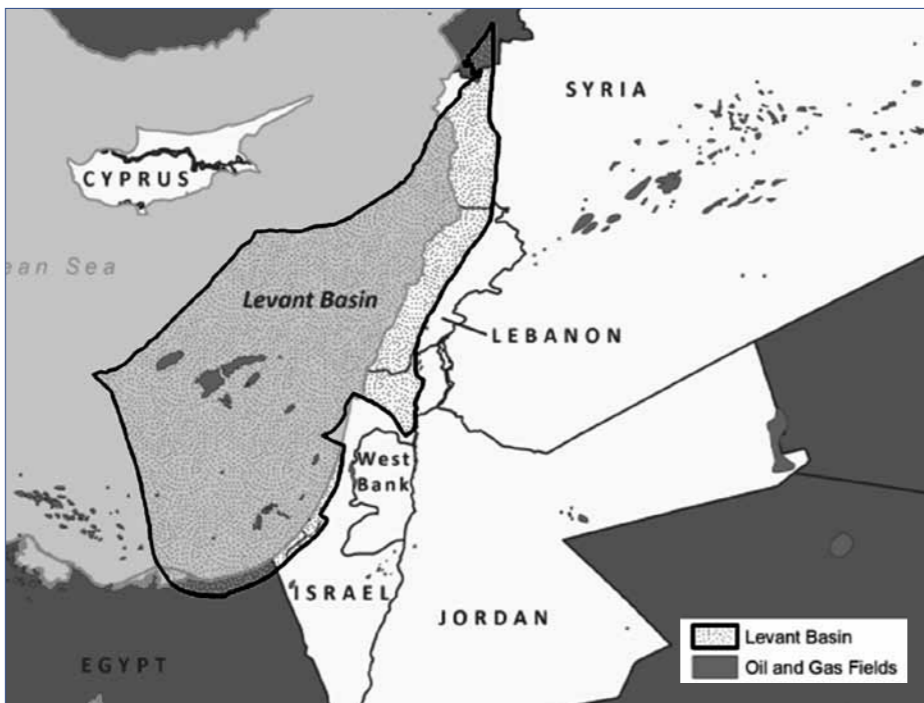 SYRIA
CYPRUS
ean Sea
Levant Basin
LEBANON
West
Bank
ISRAEL
JORDAN
EGYPT
Levant Basin
Oil and Gas Fields